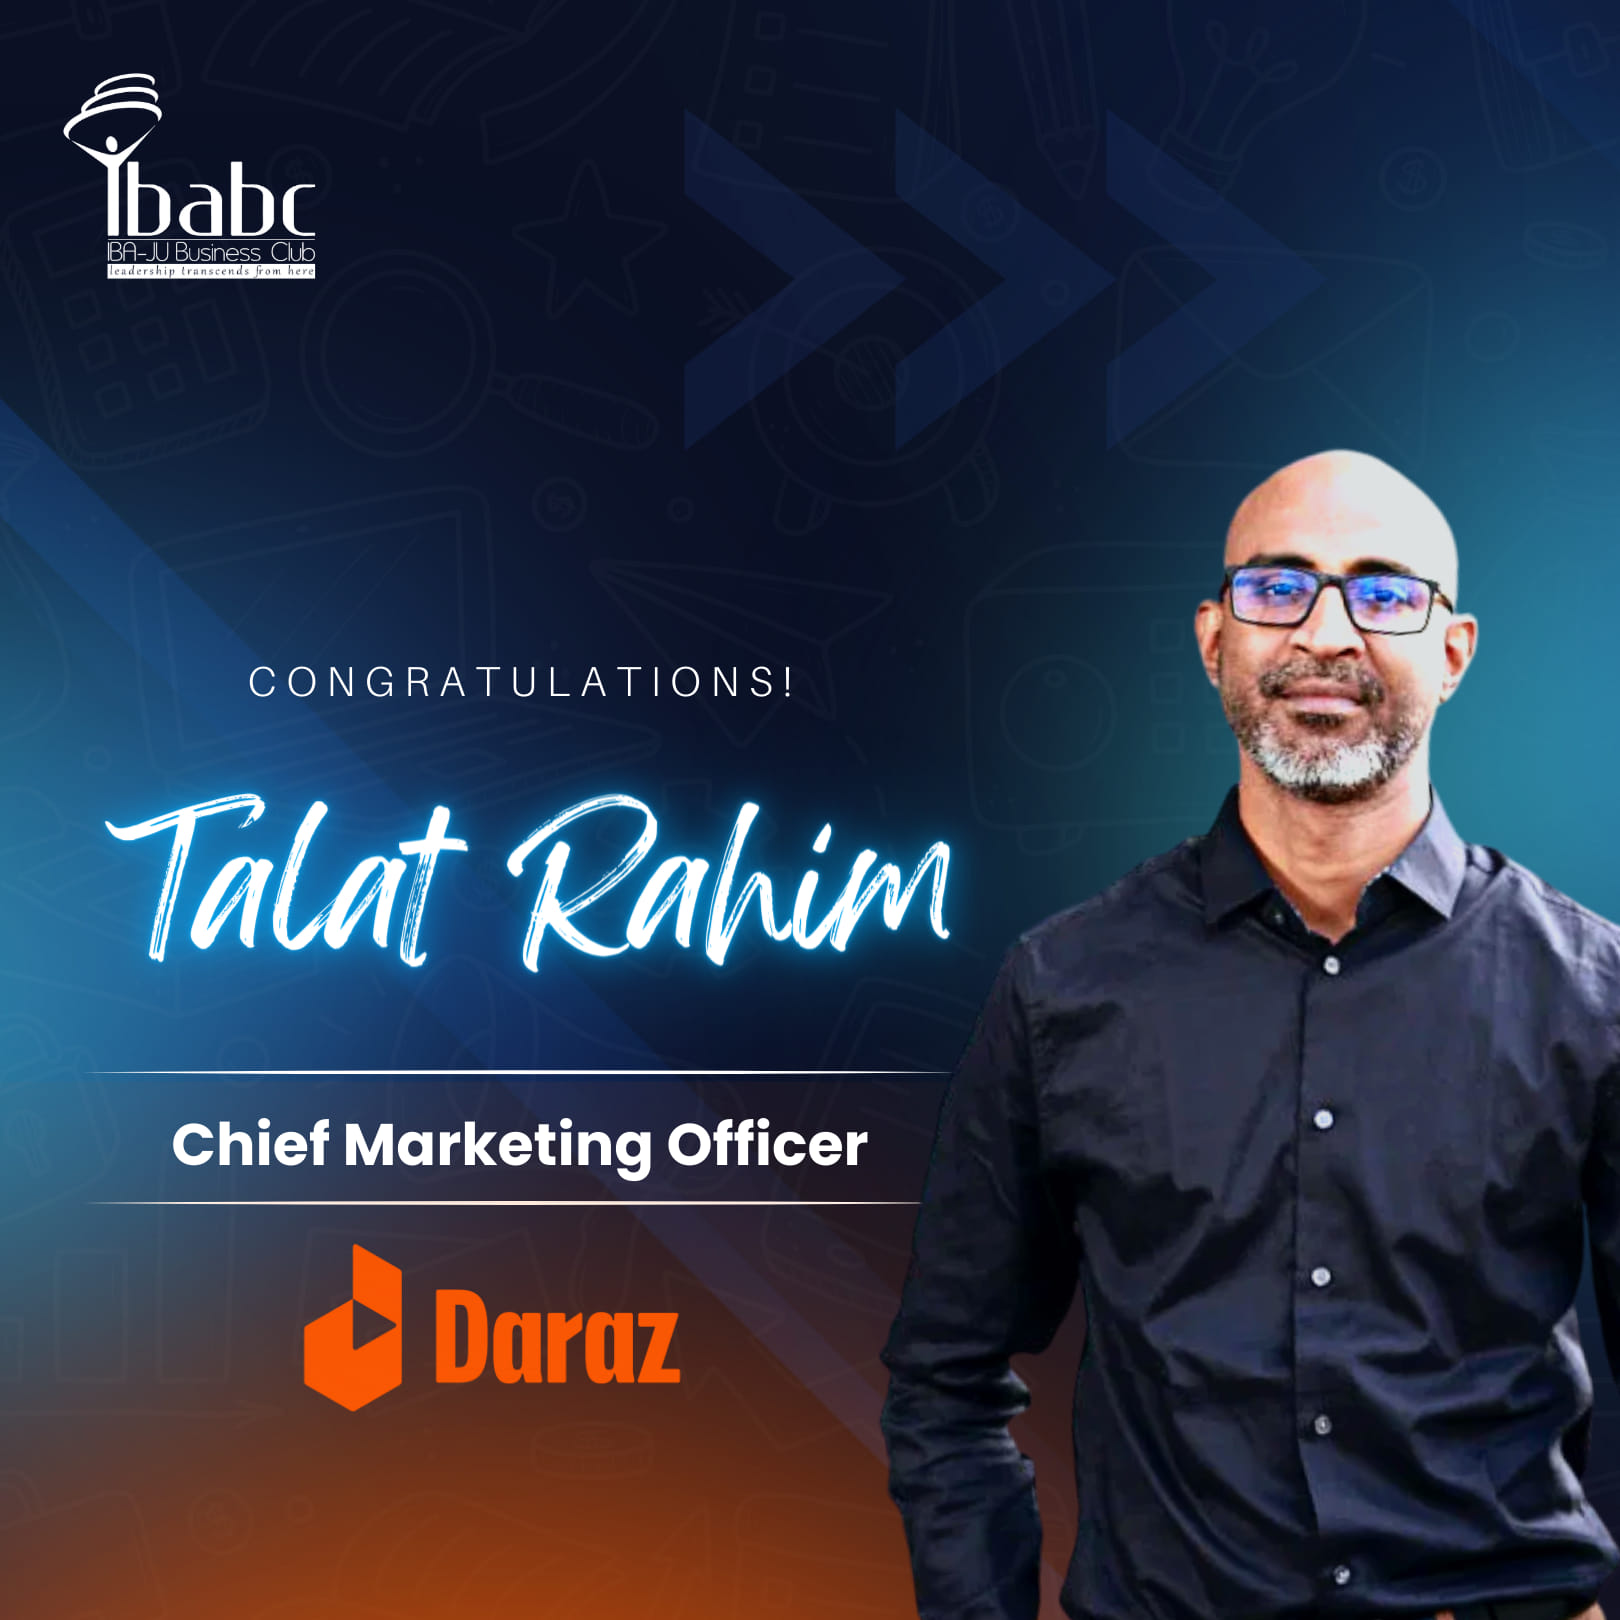 Ibabc
IBA-JU Business Club
leadership transcends from here
CONGRATULATIONS!
Talat Rahim
Chief Marketing Officer
Daraz